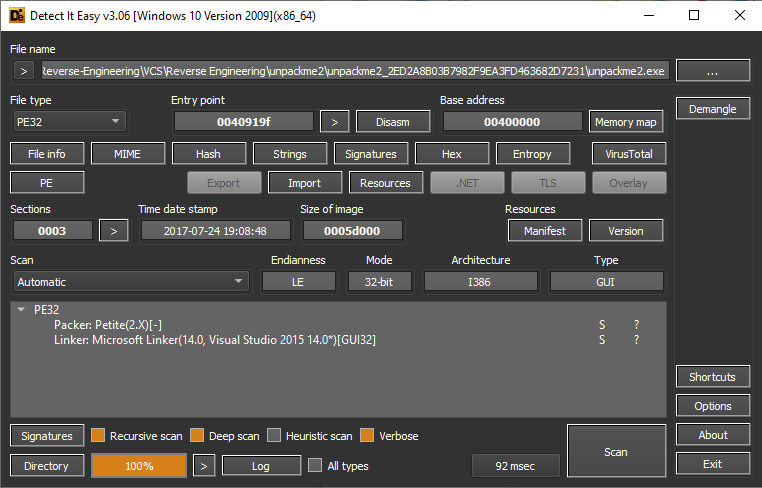 Detect It Easy v3.06 [Windows 10 Version 2009](x86_64)
File name
> Reverse-Engineering\VCS\Reverse Engineering\unpackme2\unpackme2_2ED2A8B03B7982F9EA3FD463682D7231\unpackme2.exe ...
File type Entry point Base address
PE32 0040919f > Disasm 00400000 Memory map Demangle
File info MIME Hash Strings Signatures Hex Entropy VirusTotal
PE Export Import Resources .NET TLS Overlay
Sections Time date stamp Size of image Resources
0003 > 2017-07-24 19:08:48 0005d000 Manifest Version
Scan Endianness Mode Architecture Type
Automatic LE 32-bit I386 GUI
PE32
Packer: Petite(2.X)[-] S ?
Linker: Microsoft Linker(14.0, Visual Studio 2015 14.0*)[GUI32] S ?
Shortcuts
Options
Signatures Recursive scan Deep scan Heuristic scan Verbose Scan About
Directory 100% > Log All types 92 msec Exit